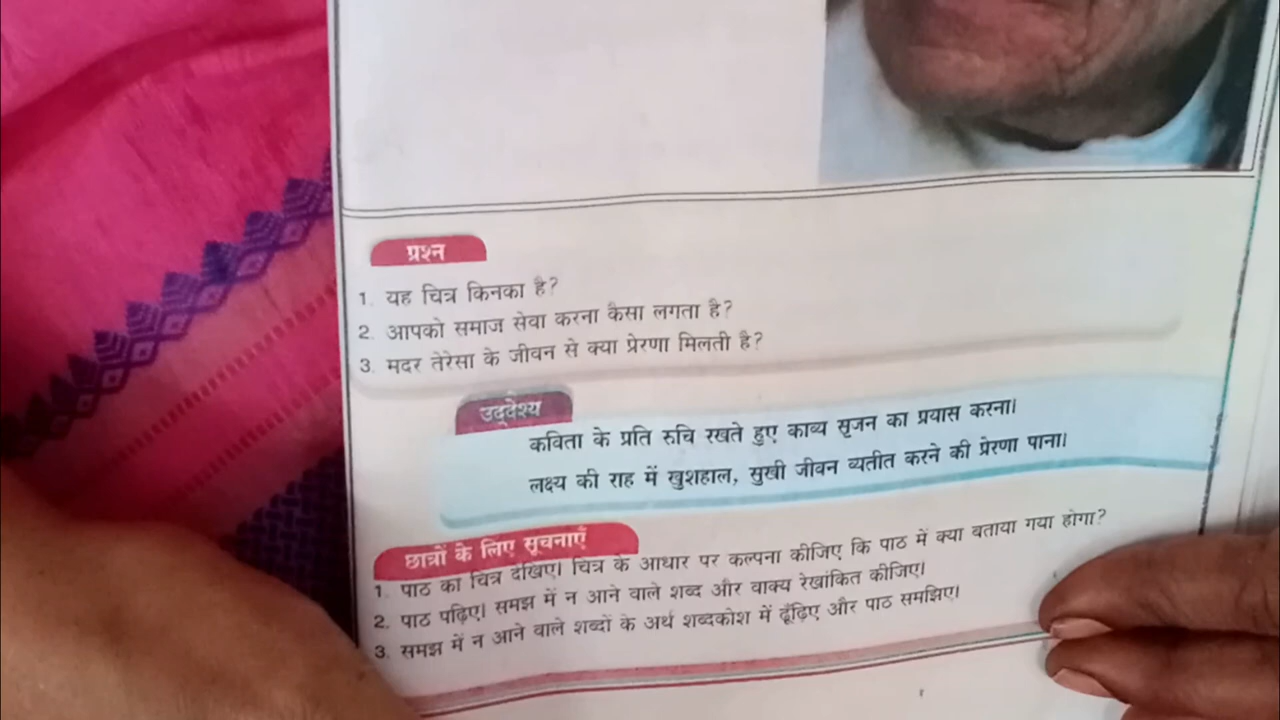 प्रश्न
1. यह चित्र किनका है?
2. आपको समाज सेवा करना कैसा लगता है?
3. मदर तेरेसा के जीवन से क्या प्रेरणा मिलती है?
उद्देश्य
कविता के प्रति रुचि रखते हुए काव्य सृजन का प्रयास करना।
लक्ष्य की राह में खुशहाल, सुखी जीवन व्यतीत करने की प्रेरणा पाना।
छात्रों के लिए सूचनाएँ
1. पाठ का चित्र देखिए। चित्र के आधार पर कल्पना कीजिए कि पाठ में क्या बताया गया होगा?
2. पाठ पढ़िए। समझ में न आने वाले शब्द और वाक्य रेखांकित कीजिए।
3. समझ में न आने वाले शब्दों के अर्थ शब्दकोश में ढूँढ़िए और पाठ समझिए।